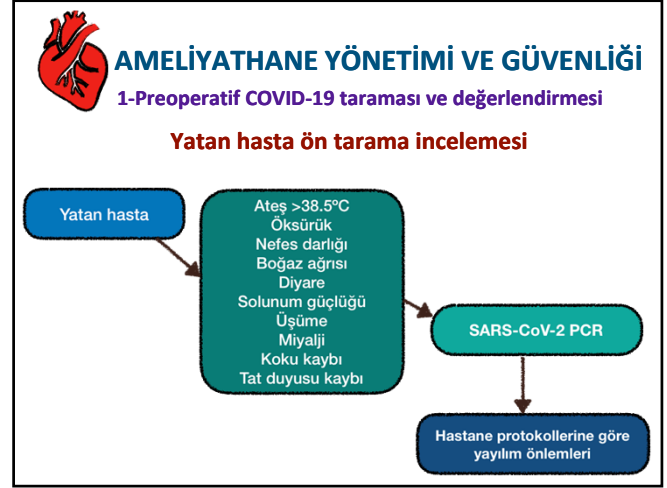 AMELİYATHANE YÖNETİMİ VE GÜVENLİĞİ
1-Preoperatif COVID-19 taraması ve değerlendirmesi
Yatan hasta ön tarama incelemesi
Yatan hasta
Ateş >38.5ºC
Öksürük
Nefes darlığı
Boğaz ağrısı
Diyare
Solunum güçlüğü
Üşüme
Miyalji
Koku kaybı
Tat duyusu kaybı
SARS-CoV-2 PCR
Hastane protokollerine göre
yayılım önlemleri